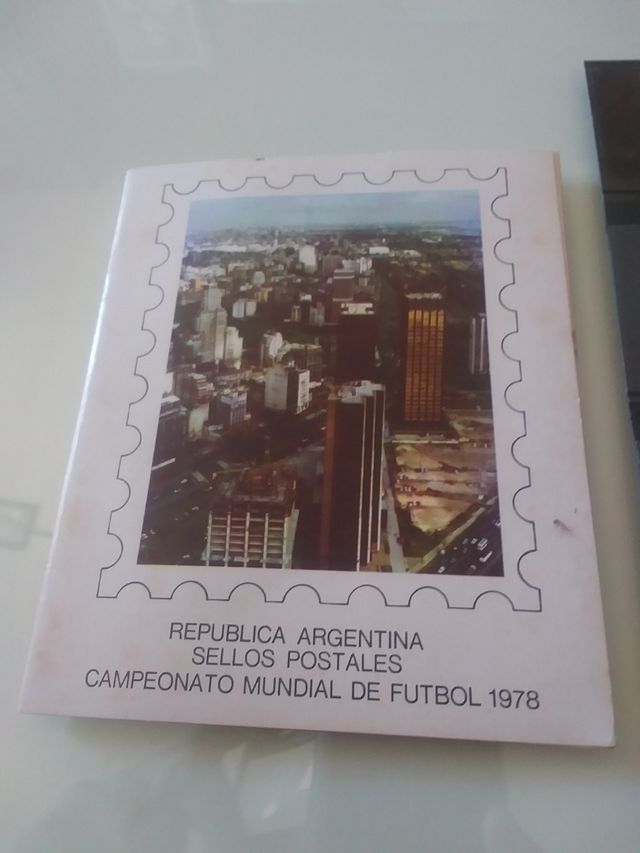 REPUBLICA ARGENTINA
SELLOS POSTALES
CAMPEONATO MUNDIAL DE FUTBOL 1978